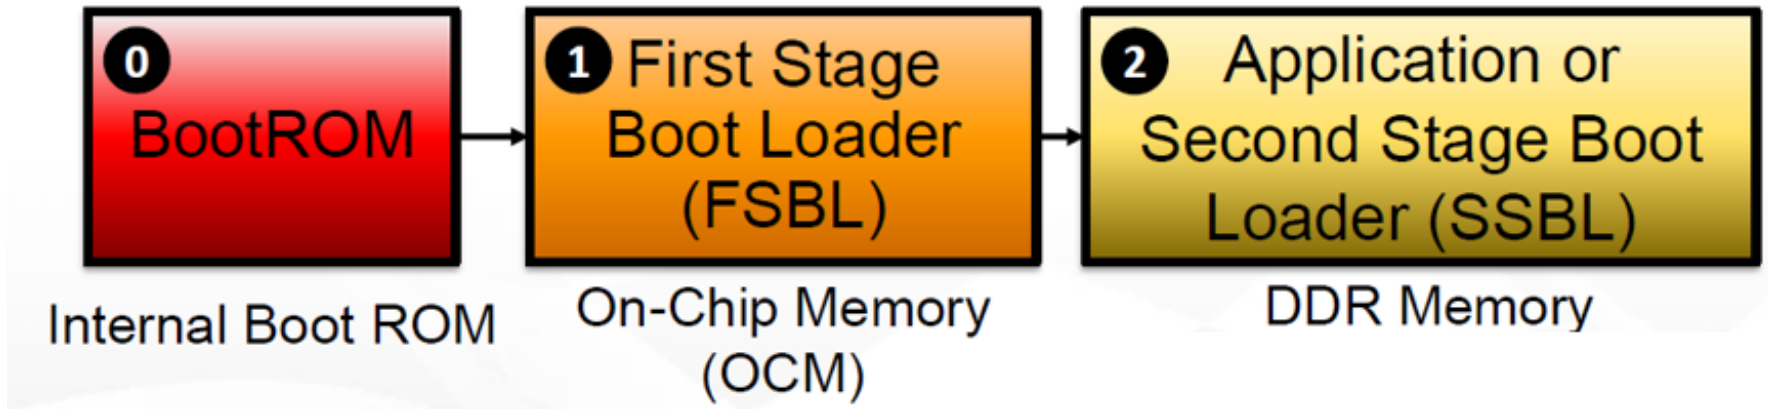 0
BootROM
Internal Boot ROM
1 First Stage
Boot Loader
(FSBL)
On-Chip Memory
(OCM)
2 Application or
Second Stage Boot
Loader (SSBL)
DDR Memory